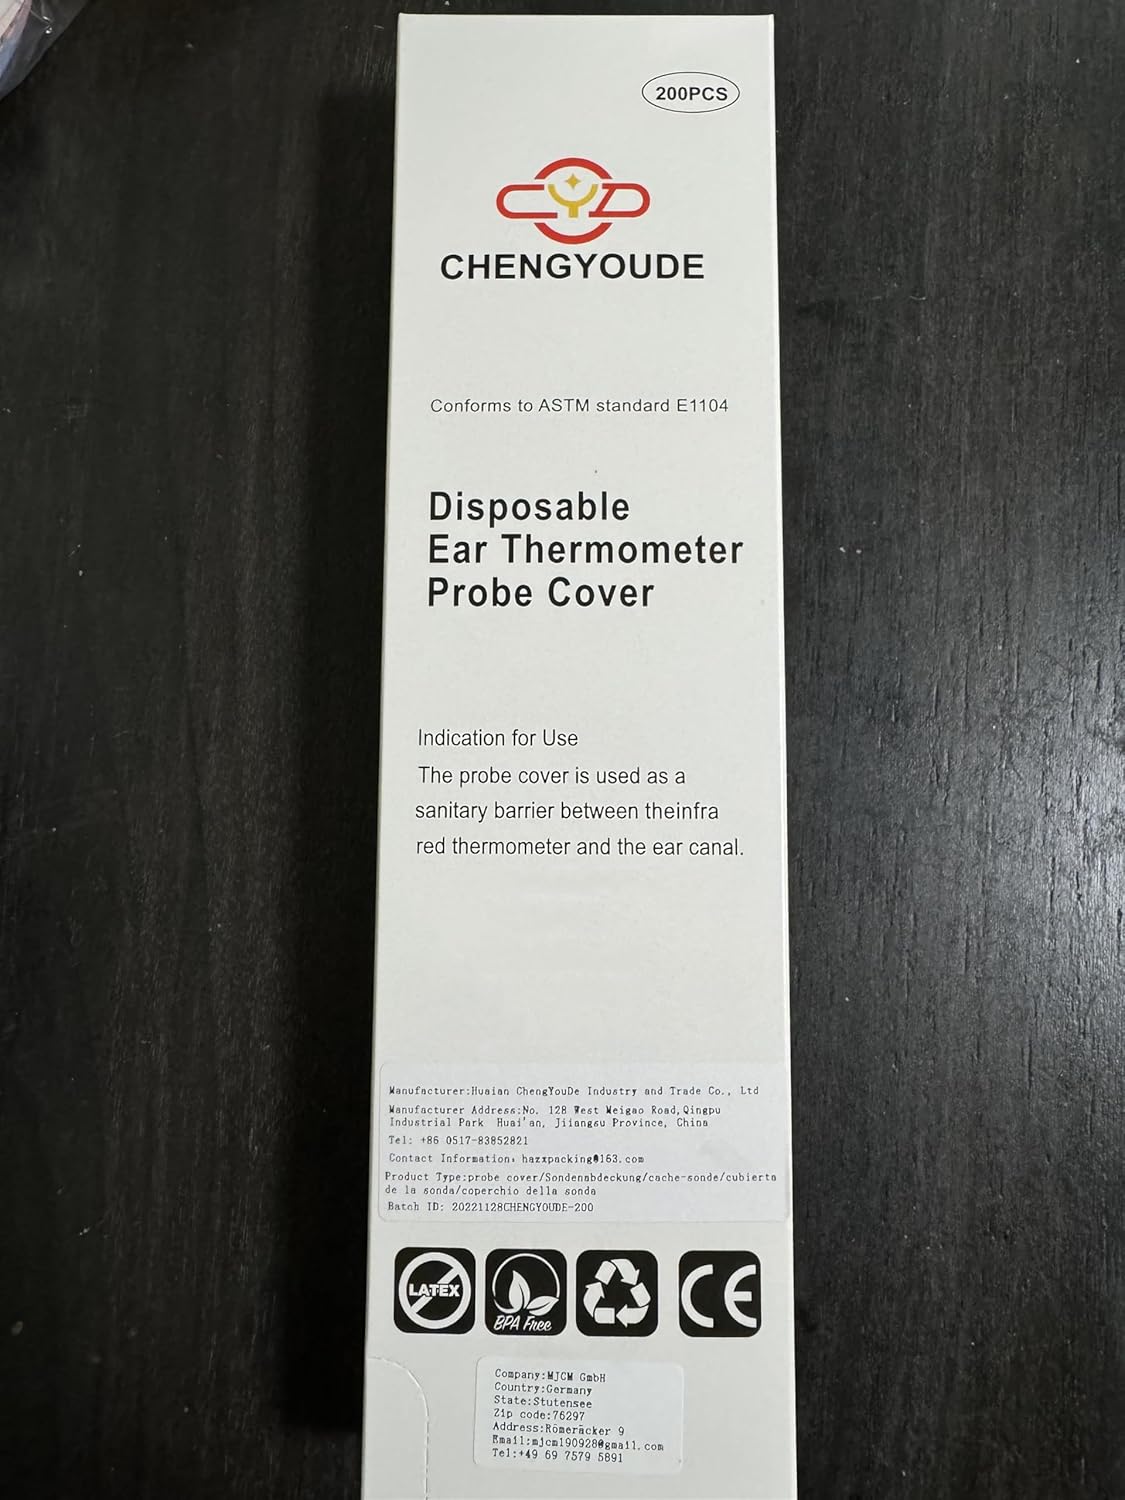 200PCS
CYD
CHENGYOUDE
Conforms to ASTM standard E1104
Disposable
Ear Thermometer
Probe Cover
Indication for Use
The probe cover is used as a
sanitary barrier between theinfra
red thermometer and the ear canal.
Manufacturer:Huaian ChengYouDe Industry and Trade Co., Ltd
Manufacturer Address:No. 128 West Meigao Road,Qingpu
Industrial Park Huai'an, Jiiangsu Province, China
Tel: +86 0517-83852821
Contact Information: hazxpacking@163.com
Product Type:probe cover/Sondenabdeckung/cache-sonde/cubierta
de la sonda/coperchio della sonda
Batch ID: 20221128CHENGYOUDE-200
LATEX
BPA Free
CE
Company:MJCM GmbH
Country:Germany
State:Stutensee
Zip code:76297
Address:Römeräcker 9
Email:mjcm190928@gmail.com
Tel:+49 69 7579 5891